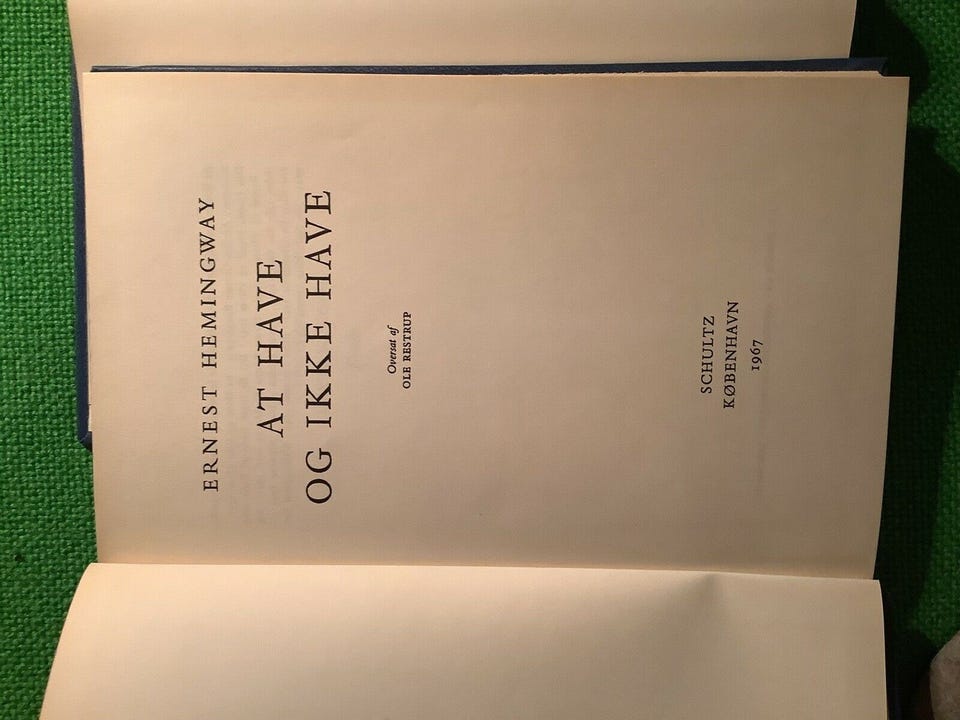 ERNEST HEMINGWAY
AT HAVE
OG IKKE HAVE
Oversat af
OLE RESTRUP
SCHULTZ
KØBENHAVN
1967